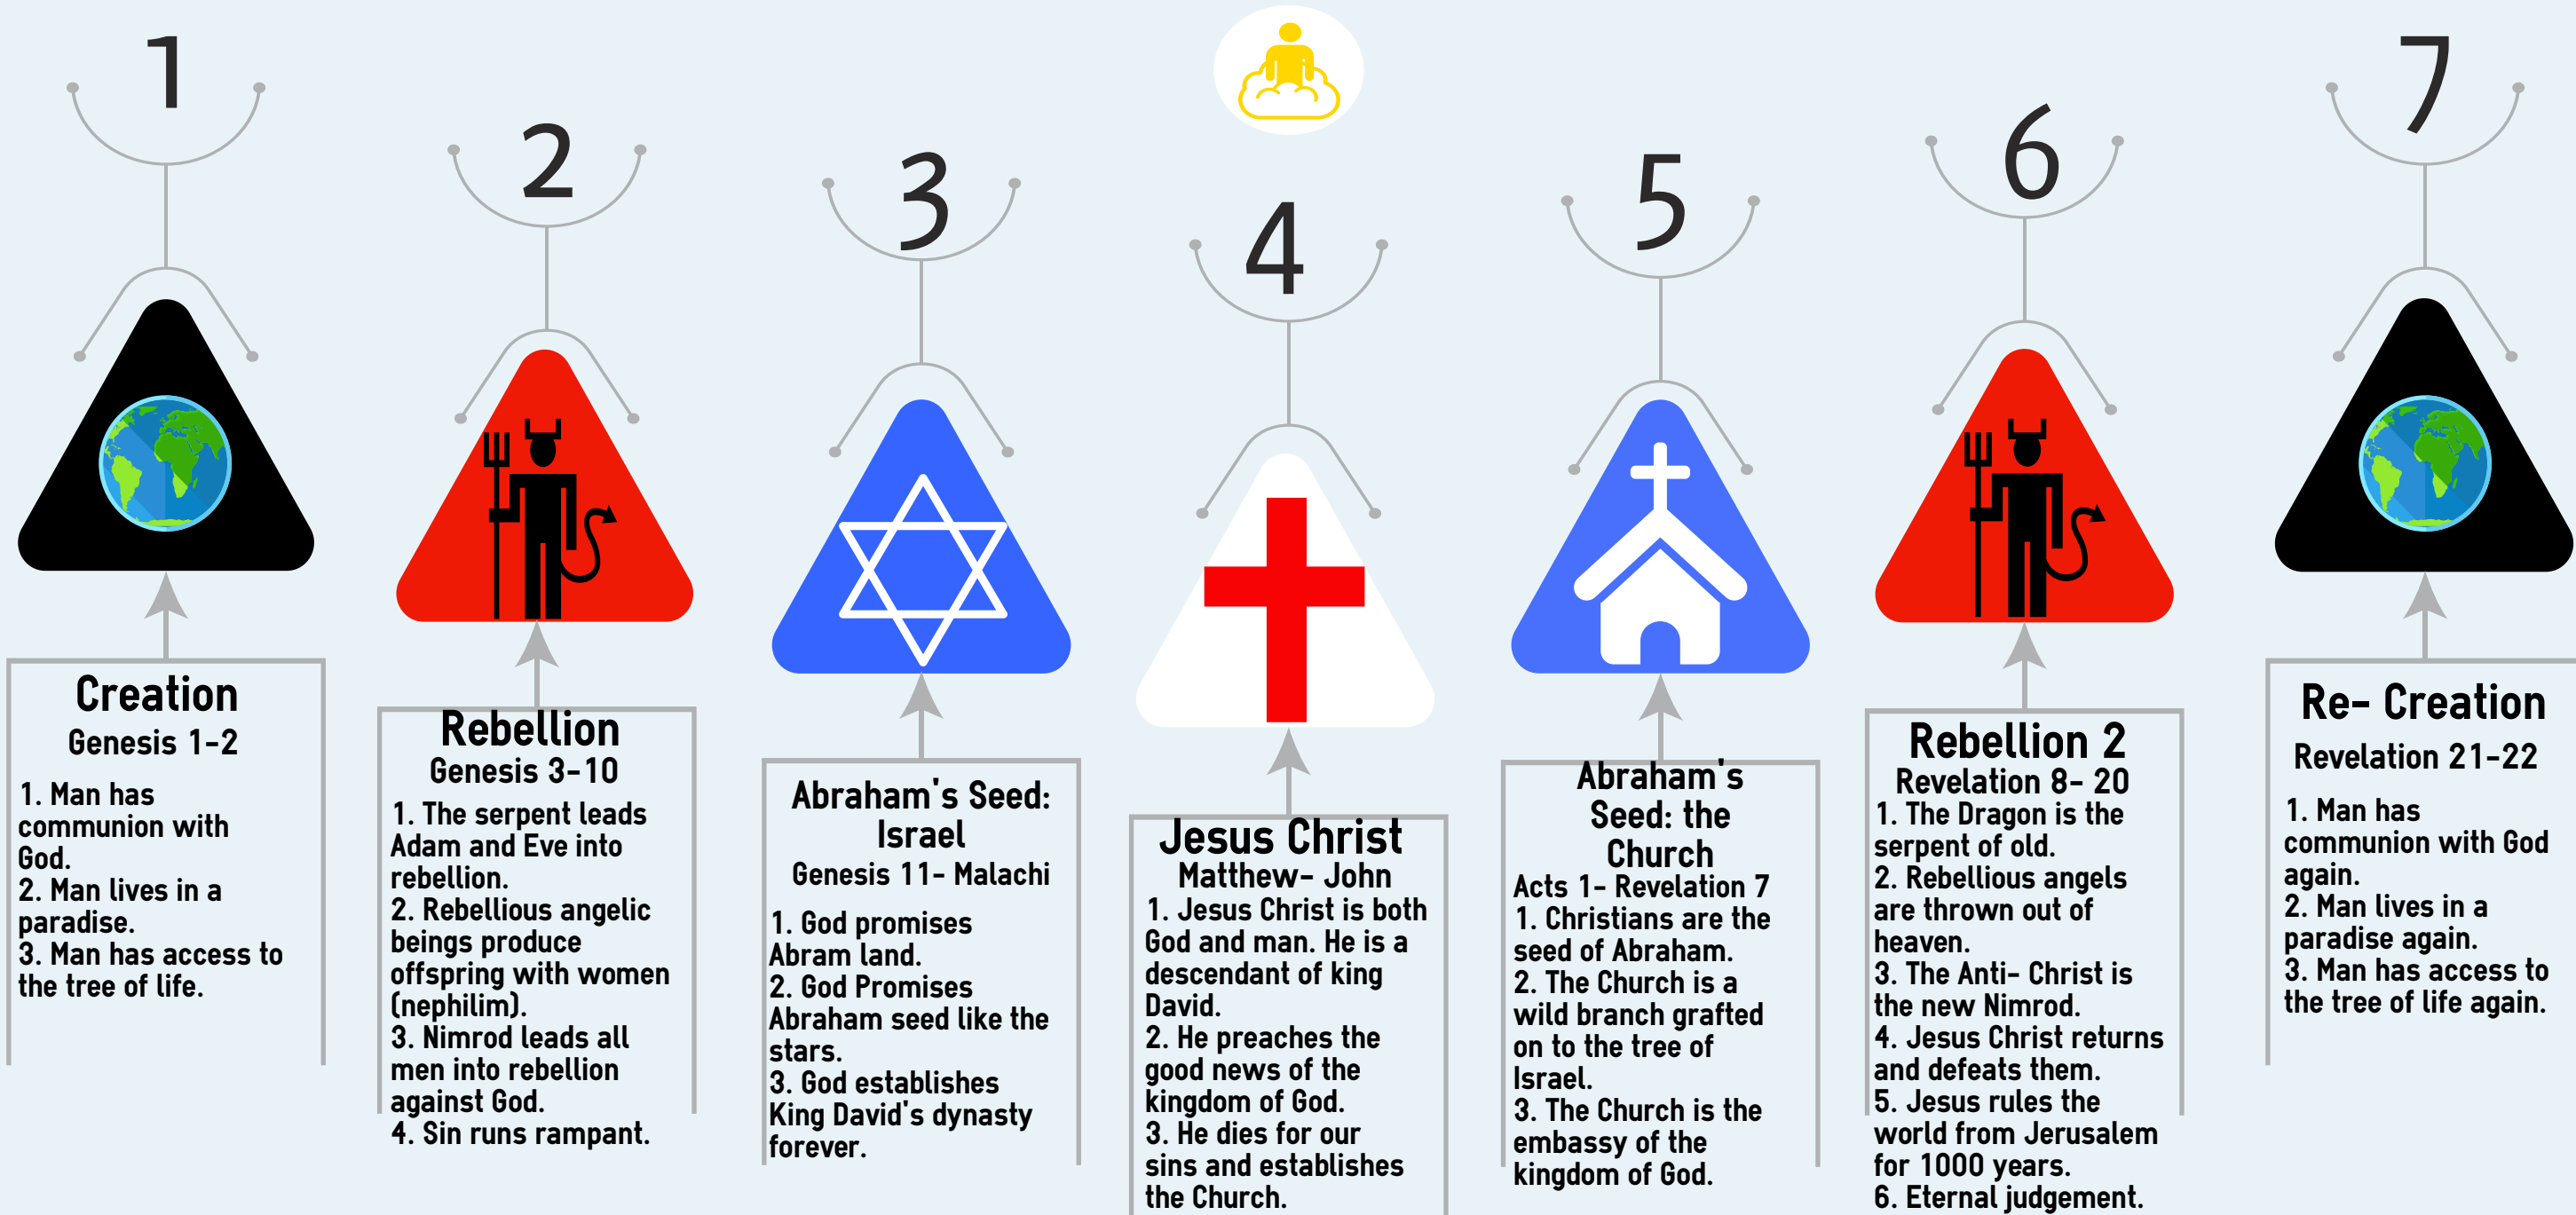 1
Creation
Genesis 1-2
1. Man has
communion with
God.
2. Man lives in a
paradise.
3. Man has access to
the tree of life.
2
Rebellion
Genesis 3-10
1. The serpent leads
Adam and Eve into
rebellion.
2. Rebellious angelic
beings produce
offspring with women
(nephilim).
3. Nimrod leads all
men into rebellion
against God.
4. Sin runs rampant.
3
Abraham's Seed:
Israel
Genesis 11- Malachi
1. God promises
Abram land.
2. God Promises
Abraham seed like the
stars.
3. God establishes
King David's dynasty
forever.
4
Jesus Christ
Matthew- John
1. Jesus Christ is both
God and man. He is a
descendant of king
David.
2. He preaches the
good news of the
kingdom of God.
3. He dies for our
sins and establishes
the Church.
5
Abraham's
Seed: the
Church
Acts 1- Revelation 7
1. Christians are the
seed of Abraham.
2. The Church is a
wild branch grafted
on to the tree of
Israel.
3. The Church is the
embassy of the
kingdom of God.
6
Rebellion 2
Revelation 8- 20
1. The Dragon is the
serpent of old.
2. Rebellious angels
are thrown out of
heaven.
3. The Anti- Christ is
the new Nimrod.
4. Jesus Christ returns
and defeats them.
5. Jesus rules the
world from Jerusalem
for 1000 years.
6. Eternal judgement.
7
Re- Creation
Revelation 21-22
1. Man has
communion with God
again.
2. Man lives in a
paradise again.
3. Man has access to
the tree of life again.